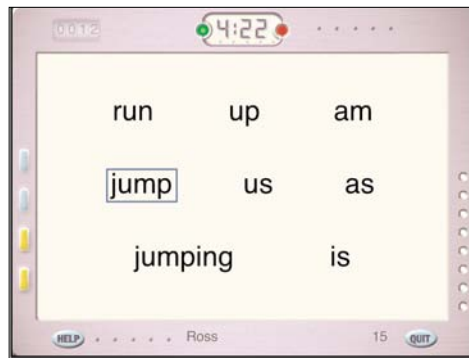 0012 4:22
run up am
jump us as
jumping is
HELP Ross 15 QUIT